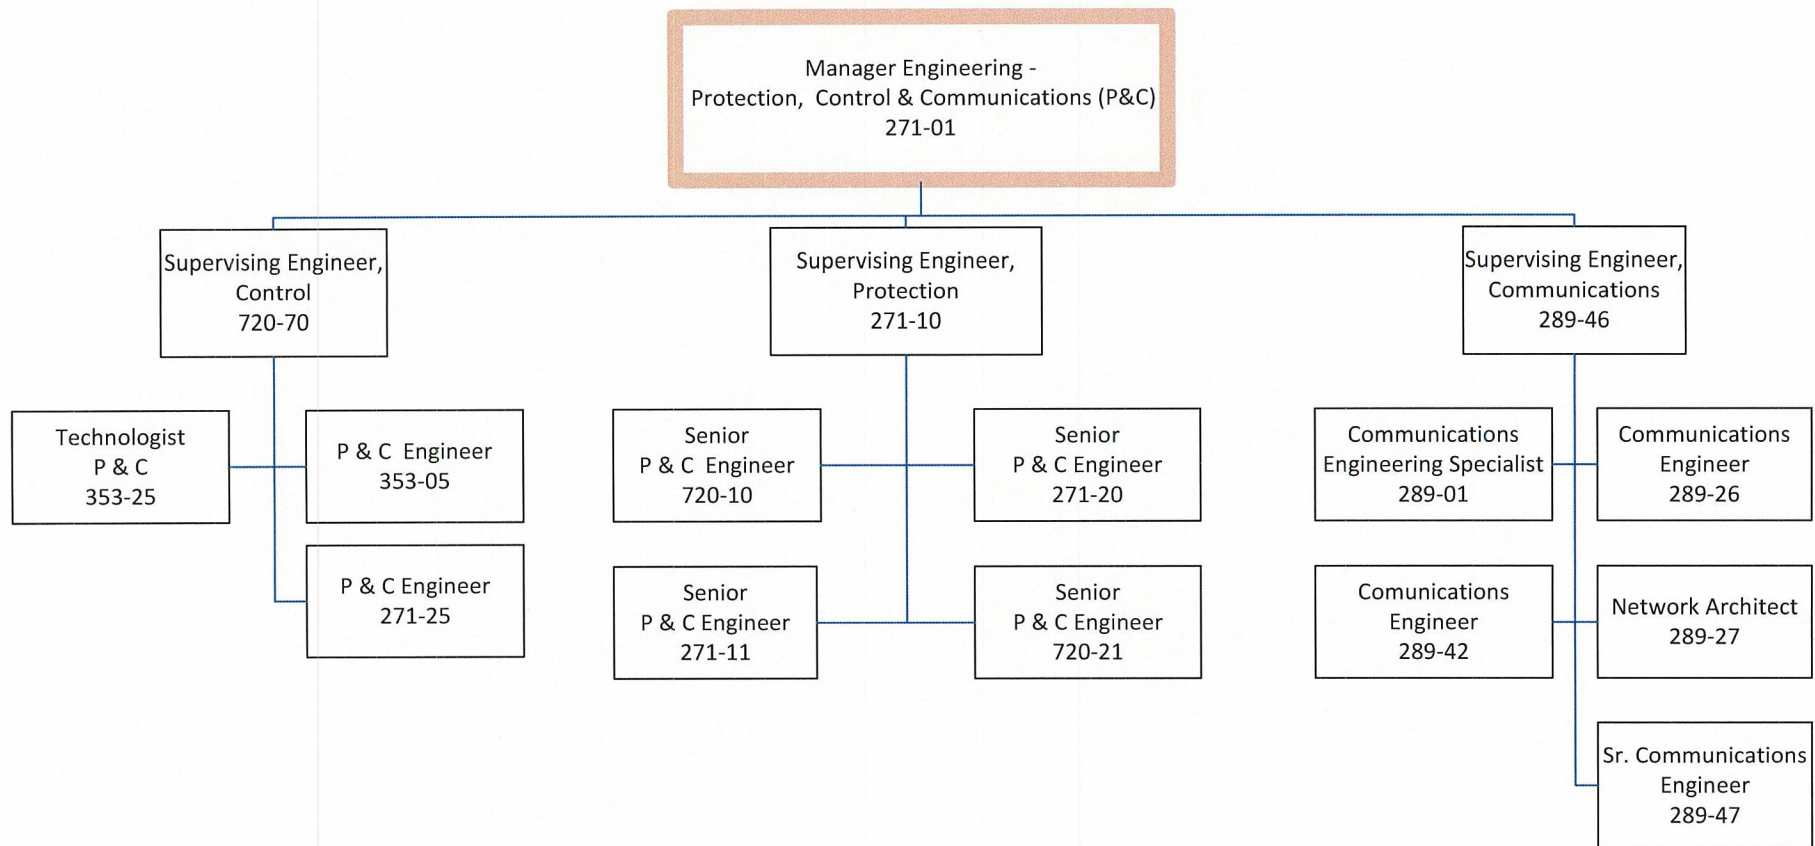 Manager Engineering -
Protection, Control & Communications (P&C)
271-01
Supervising Engineer,
Control
720-70
Supervising Engineer,
Protection
271-10
Supervising Engineer,
Communications
289-46
Technologist
P & C
353-25
P & C Engineer
353-05
Senior
P & C Engineer
720-10
Senior
P & C Engineer
271-20
Communications
Engineering Specialist
289-01
Communications
Engineer
289-26
P & C Engineer
271-25
Senior
P & C Engineer
271-11
Senior
P & C Engineer
720-21
Comunications
Engineer
289-42
Network Architect
289-27
Sr. Communications
Engineer
289-47